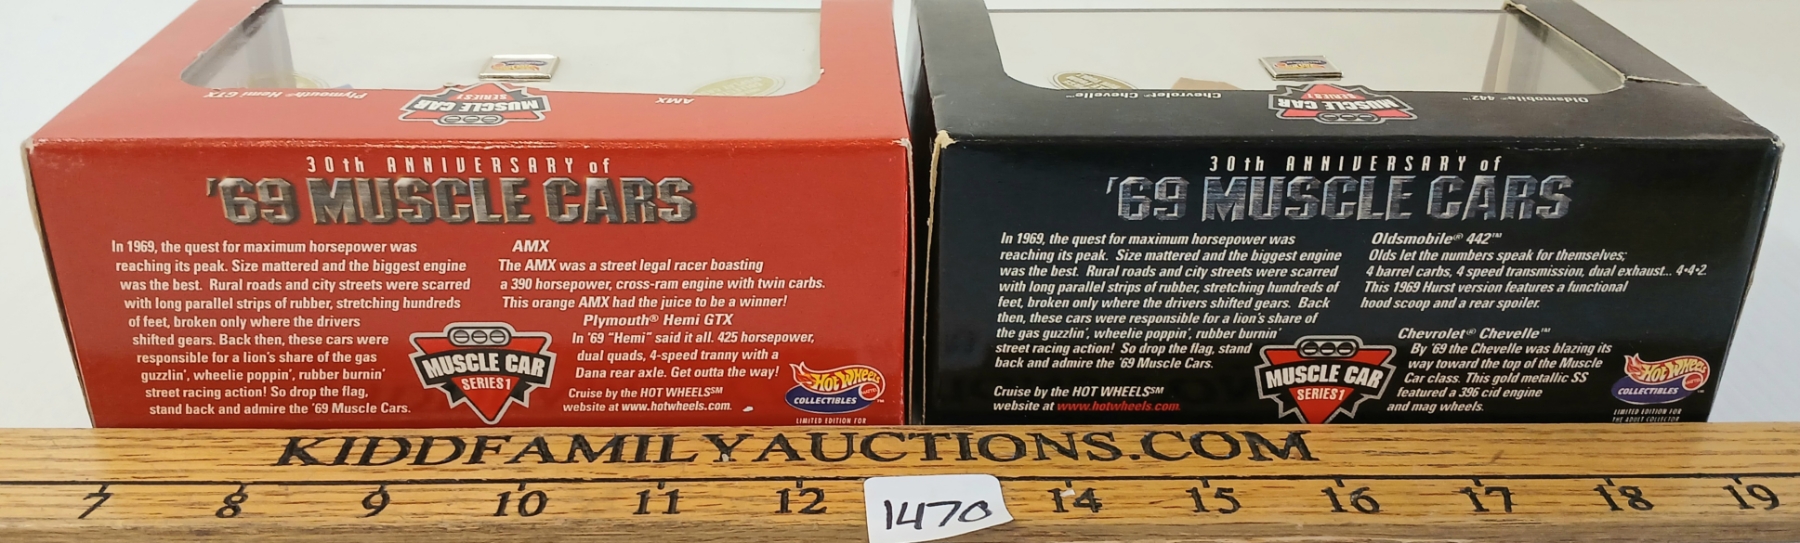 Plymouth® Hemi GTX
MUSCLE CAR
SERIES 1
AMX
30th ANNIVERSARY of
'69 MUSCLE CARS
In 1969, the quest for maximum horsepower was
reaching its peak. Size mattered and the biggest engine
was the best. Rural roads and city streets were scarred
with long parallel strips of rubber, stretching hundreds
of feet, broken only where the drivers
shifted gears. Back then, these cars were
responsible for a lion's share of the gas
guzzlin', wheelie poppin', rubber burnin'
street racing action! So drop the flag,
stand back and admire the '69 Muscle Cars.
AMX
The AMX was a street legal racer boasting
a 390 horsepower, cross-ram engine with twin carbs.
This orange AMX had the juice to be a winner!
Plymouth® Hemi GTX
In '69 "Hemi" said it all. 425 horsepower,
dual quads, 4-speed tranny with a
Dana rear axle. Get outta the way!
Cruise by the HOT WHEELS℠
website at www.hotwheels.com.
MUSCLE CAR
SERIES 1
Hot Wheels
COLLECTIBLES™
LIMITED EDITION FOR
Chevrolet® Chevelle™
MUSCLE CAR
SERIES 1
Oldsmobile® 442™
30th ANNIVERSARY of
'69 MUSCLE CARS
In 1969, the quest for maximum horsepower was
reaching its peak. Size mattered and the biggest engine
was the best. Rural roads and city streets were scarred
with long parallel strips of rubber, stretching hundreds of
feet, broken only where the drivers shifted gears. Back
then, these cars were responsible for a lion's share of
the gas guzzlin', wheelie poppin', rubber burnin'
street racing action! So drop the flag, stand
back and admire the '69 Muscle Cars.
Cruise by the HOT WHEELS℠
website at www.hotwheels.com
Oldsmobile® 442™
Olds let the numbers speak for themselves;
4 barrel carbs, 4 speed transmission, dual exhaust... 4•4•2.
This 1969 Hurst version features a functional
hood scoop and a rear spoiler.
Chevrolet® Chevelle™
By '69 the Chevelle was blazing its
way toward the top of the Muscle
Car class. This gold metallic SS
featured a 396 cid engine
and mag wheels.
MUSCLE CAR
SERIES 1
Hot Wheels
COLLECTIBLES™
LIMITED EDITION FOR
THE ADULT COLLECTOR
KIDDFAMILYAUCTIONS.COM
7 8 9 10 11 12 14 15 16 17 18 19
1470